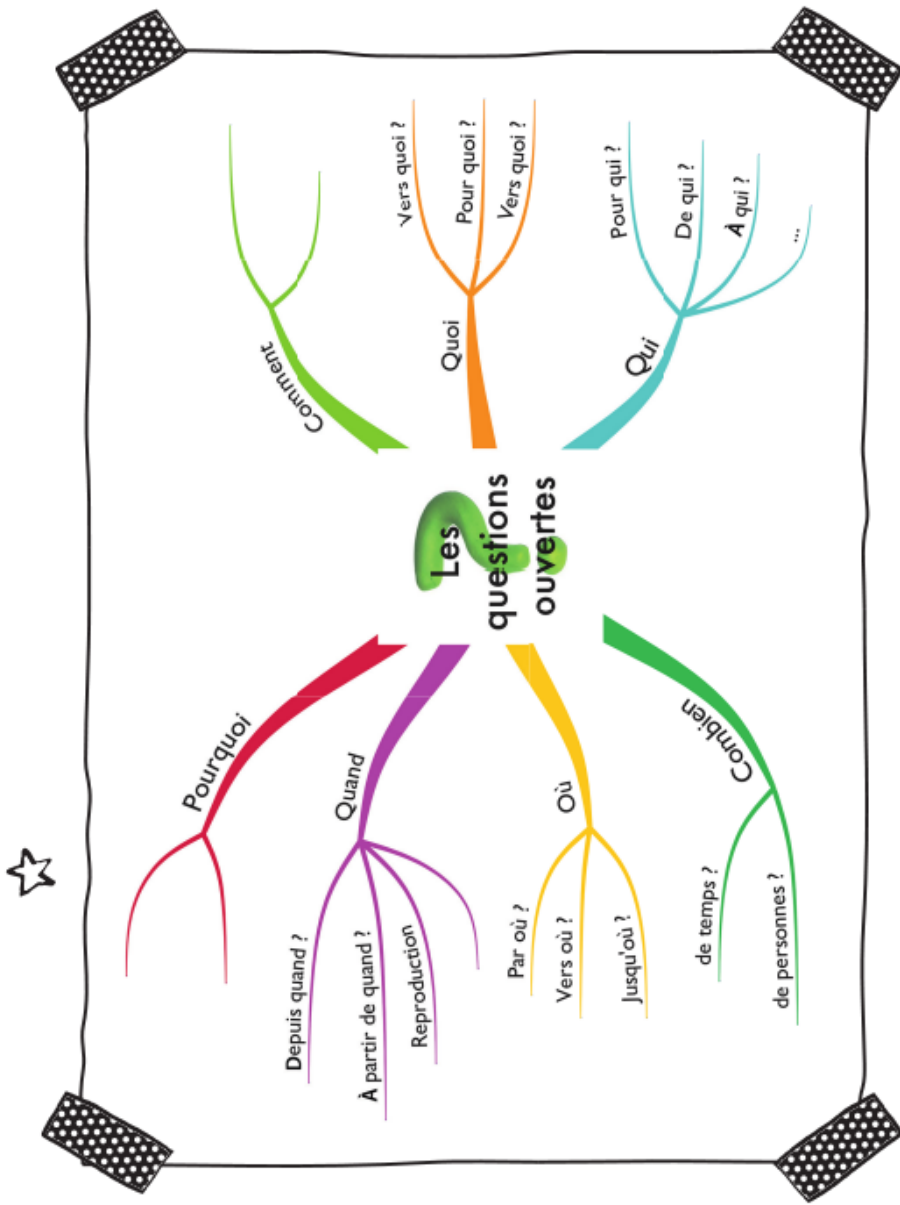 Les
questions
ouvertes
Comment
Quoi
Vers quoi ?
Pour quoi ?
Vers quoi ?
Qui
Pour qui ?
De qui ?
À qui ?
...
Pourquoi
Quand
Depuis quand ?
À partir de quand ?
Reproduction
Où
Par où ?
Vers où ?
Jusqu'où ?
Combien
de temps ?
de personnes ?